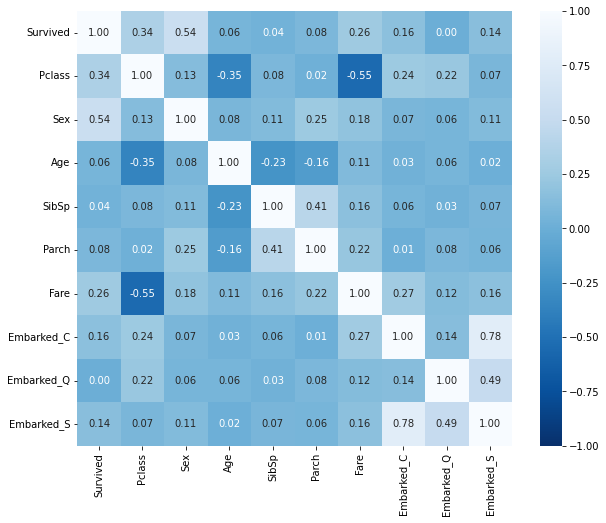 Survived 1.00 0.34 0.54 0.06 0.04 0.08 0.26 0.16 0.00 0.14
Pclass 0.34 1.00 0.13 -0.35 0.08 0.02 -0.55 0.24 0.22 0.07
Sex 0.54 0.13 1.00 0.08 0.11 0.25 0.18 0.07 0.06 0.11
Age 0.06 -0.35 0.08 1.00 -0.23 -0.16 0.11 0.03 0.06 0.02
SibSp 0.04 0.08 0.11 -0.23 1.00 0.41 0.16 0.06 0.03 0.07
Parch 0.08 0.02 0.25 -0.16 0.41 1.00 0.22 0.01 0.08 0.06
Fare 0.26 -0.55 0.18 0.11 0.16 0.22 1.00 0.27 0.12 0.16
Embarked_C 0.16 0.24 0.07 0.03 0.06 0.01 0.27 1.00 0.14 0.78
Embarked_Q 0.00 0.22 0.06 0.06 0.03 0.08 0.12 0.14 1.00 0.49
Embarked_S 0.14 0.07 0.11 0.02 0.07 0.06 0.16 0.78 0.49 1.00
Survived Pclass Sex Age SibSp Parch Fare Embarked_C Embarked_Q Embarked_S
1.00
0.75
0.50
0.25
0.00
−0.25
−0.50
−0.75
−1.00